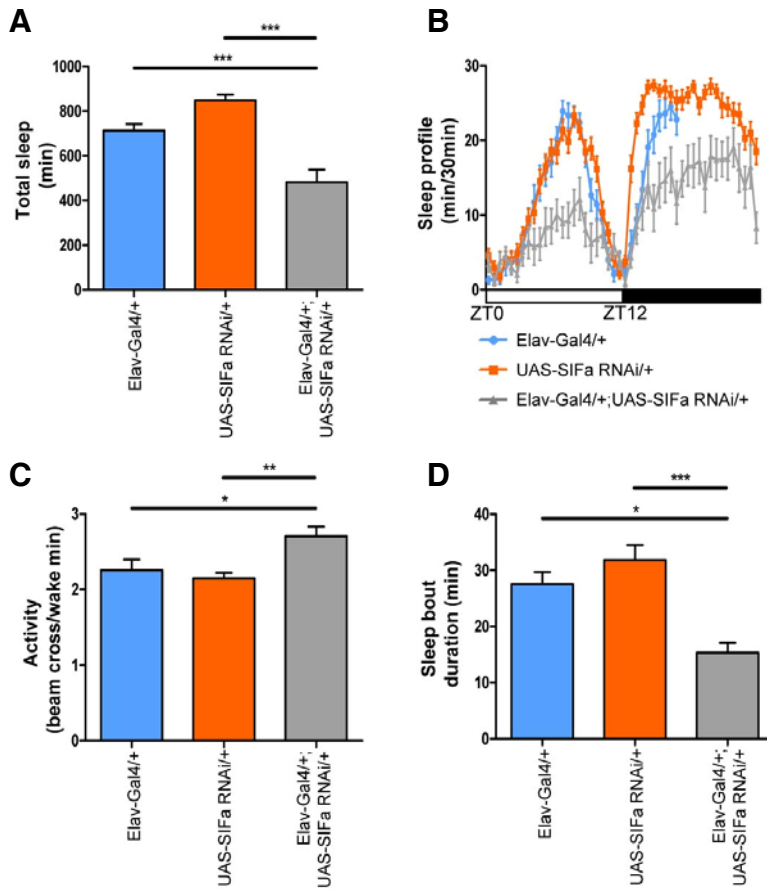 A
***
***
1000
800
600
400
200
0
Total sleep
(min)
Elav-Gal4/+
UAS-SIFa RNAi/+
Elav-Gal4/+;
UAS-SIFa RNAi/+
B
30
20
10
0
Sleep profile
(min/30min)
ZT0
ZT12
Elav-Gal4/+
UAS-SIFa RNAi/+
Elav-Gal4/+;UAS-SIFa RNAi/+
C
**
*
3
2
1
0
Activity
(beam cross/wake min)
Elav-Gal4/+
UAS-SIFa RNAi/+
Elav-Gal4/+;
UAS-SIFa RNAi/+
D
***
*
40
30
20
10
0
Sleep bout
duration (min)
Elav-Gal4/+
UAS-SIFa RNAi/+
Elav-Gal4/+;
UAS-SIFa RNAi/+